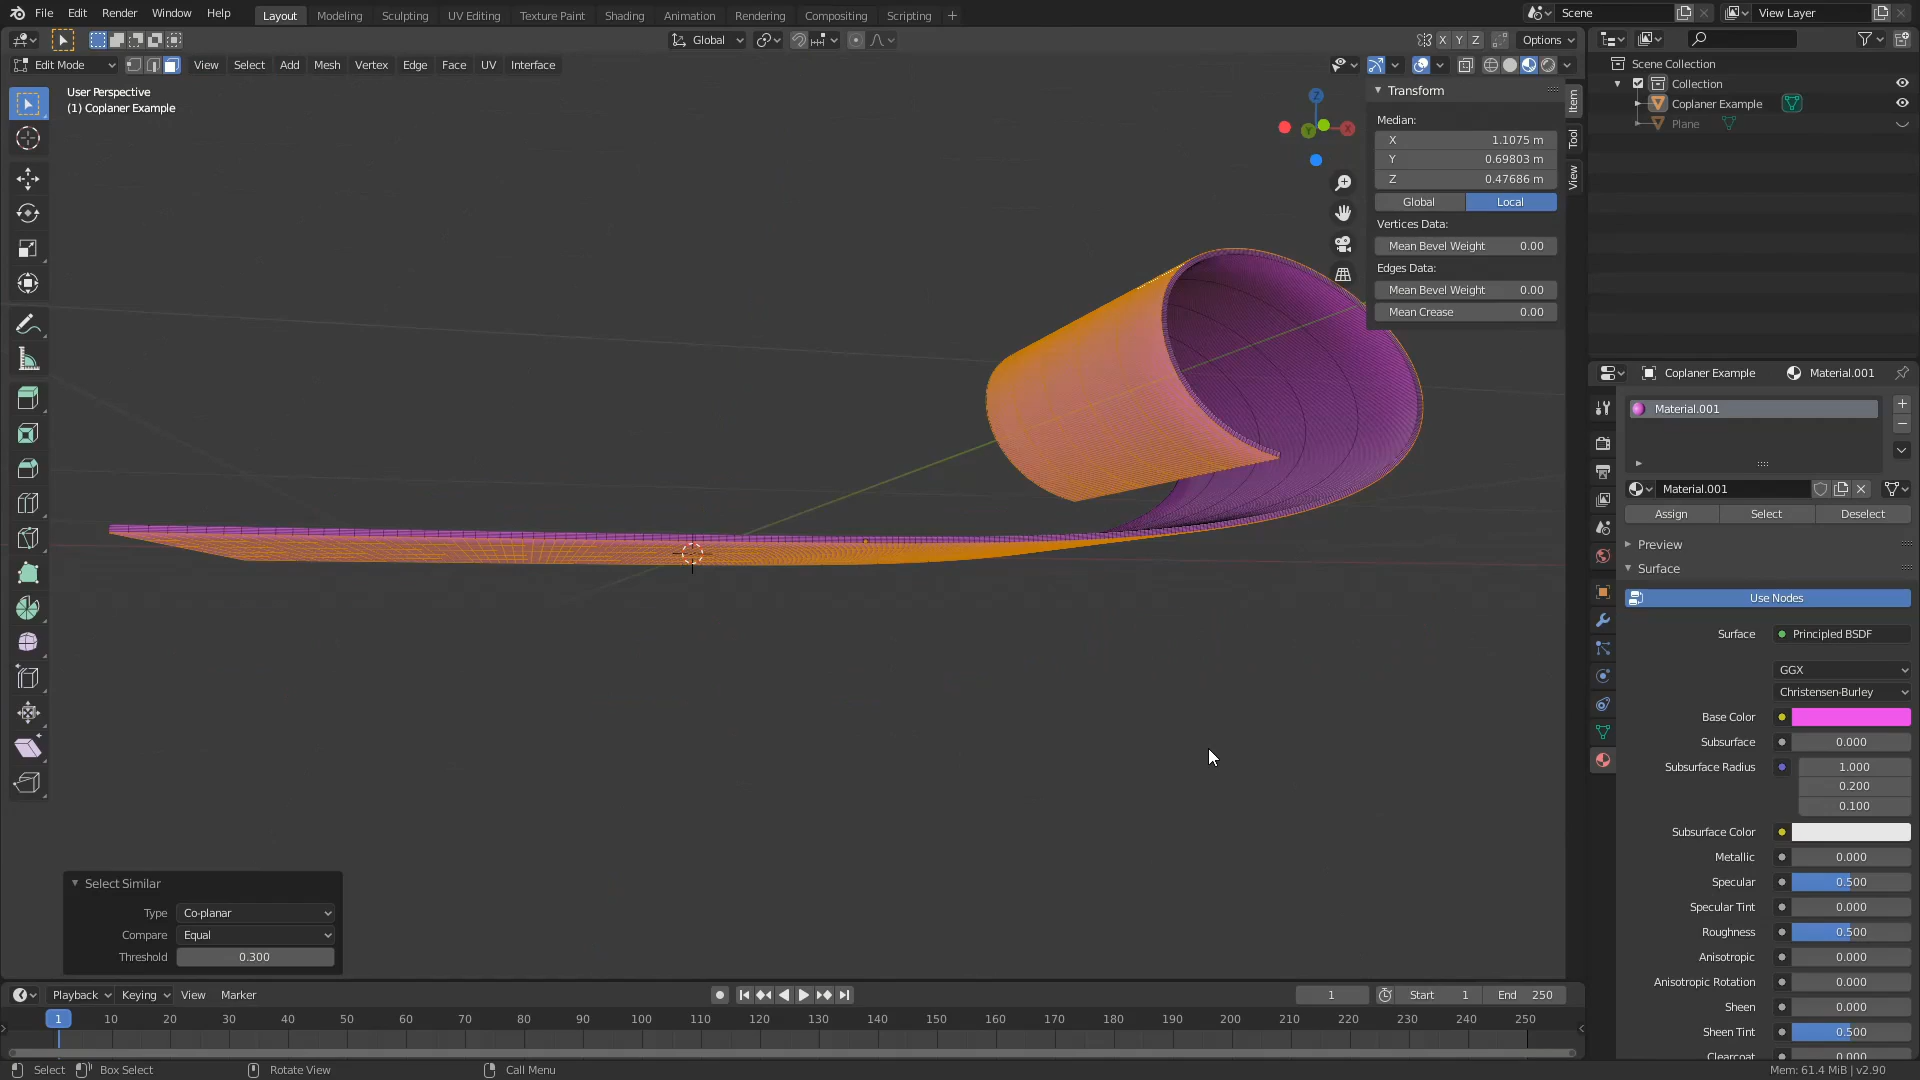 File Edit Render Window Help Layout Modeling Sculpting UV Editing Texture Paint Shading Animation Rendering Compositing Scripting + Scene View Layer
Global X Y Z Options
Edit Mode View Select Add Mesh Vertex Edge Face UV Interface
User Perspective
(1) Coplaner Example
Z
Y
X
Transform
Median:
X 1.1075 m
Y 0.69803 m
Z 0.47686 m
Global Local
Vertices Data:
Mean Bevel Weight 0.00
Edges Data:
Mean Bevel Weight 0.00
Mean Crease 0.00
Item
Tool
View
Scene Collection
Collection
Coplaner Example
Plane
Coplaner Example Material.001
Material.001
Material.001
Assign Select Deselect
Preview
Surface
Use Nodes
Surface Principled BSDF
GGX
Christensen-Burley
Base Color
Subsurface 0.000
Subsurface Radius 1.000
0.200
0.100
Subsurface Color
Metallic 0.000
Specular 0.500
Specular Tint 0.000
Roughness 0.500
Anisotropic 0.000
Anisotropic Rotation 0.000
Sheen 0.000
Sheen Tint 0.500
Clearcoat 0.000
Select Similar
Type Co-planar
Compare Equal
Threshold 0.300
Playback Keying View Marker 1 Start 1 End 250
1 10 20 30 40 50 60 70 80 90 100 110 120 130 140 150 160 170 180 190 200 210 220 230 240 250
Select Box Select Rotate View Call Menu Mem: 61.4 MiB | v2.90